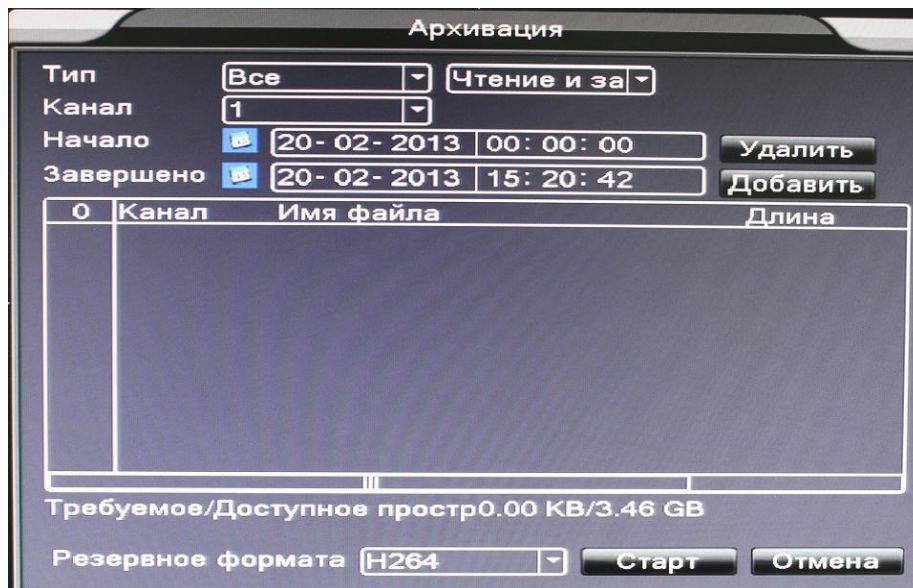 Архивация
Тип Все Чтение и за
Канал 1
Начало 20- 02- 2013 00: 00: 00 Удалить
Завершено 20- 02- 2013 15: 20: 42 Добавить
0 Канал Имя файла Длина
Требуемое/Доступное простр0.00 KB/3.46 GB
Резервное формата H264 Старт Отмена